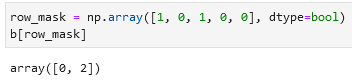 row_mask = np.array([1, 0, 1, 0, 0], dtype=bool)
b[row_mask]
array([0, 2])